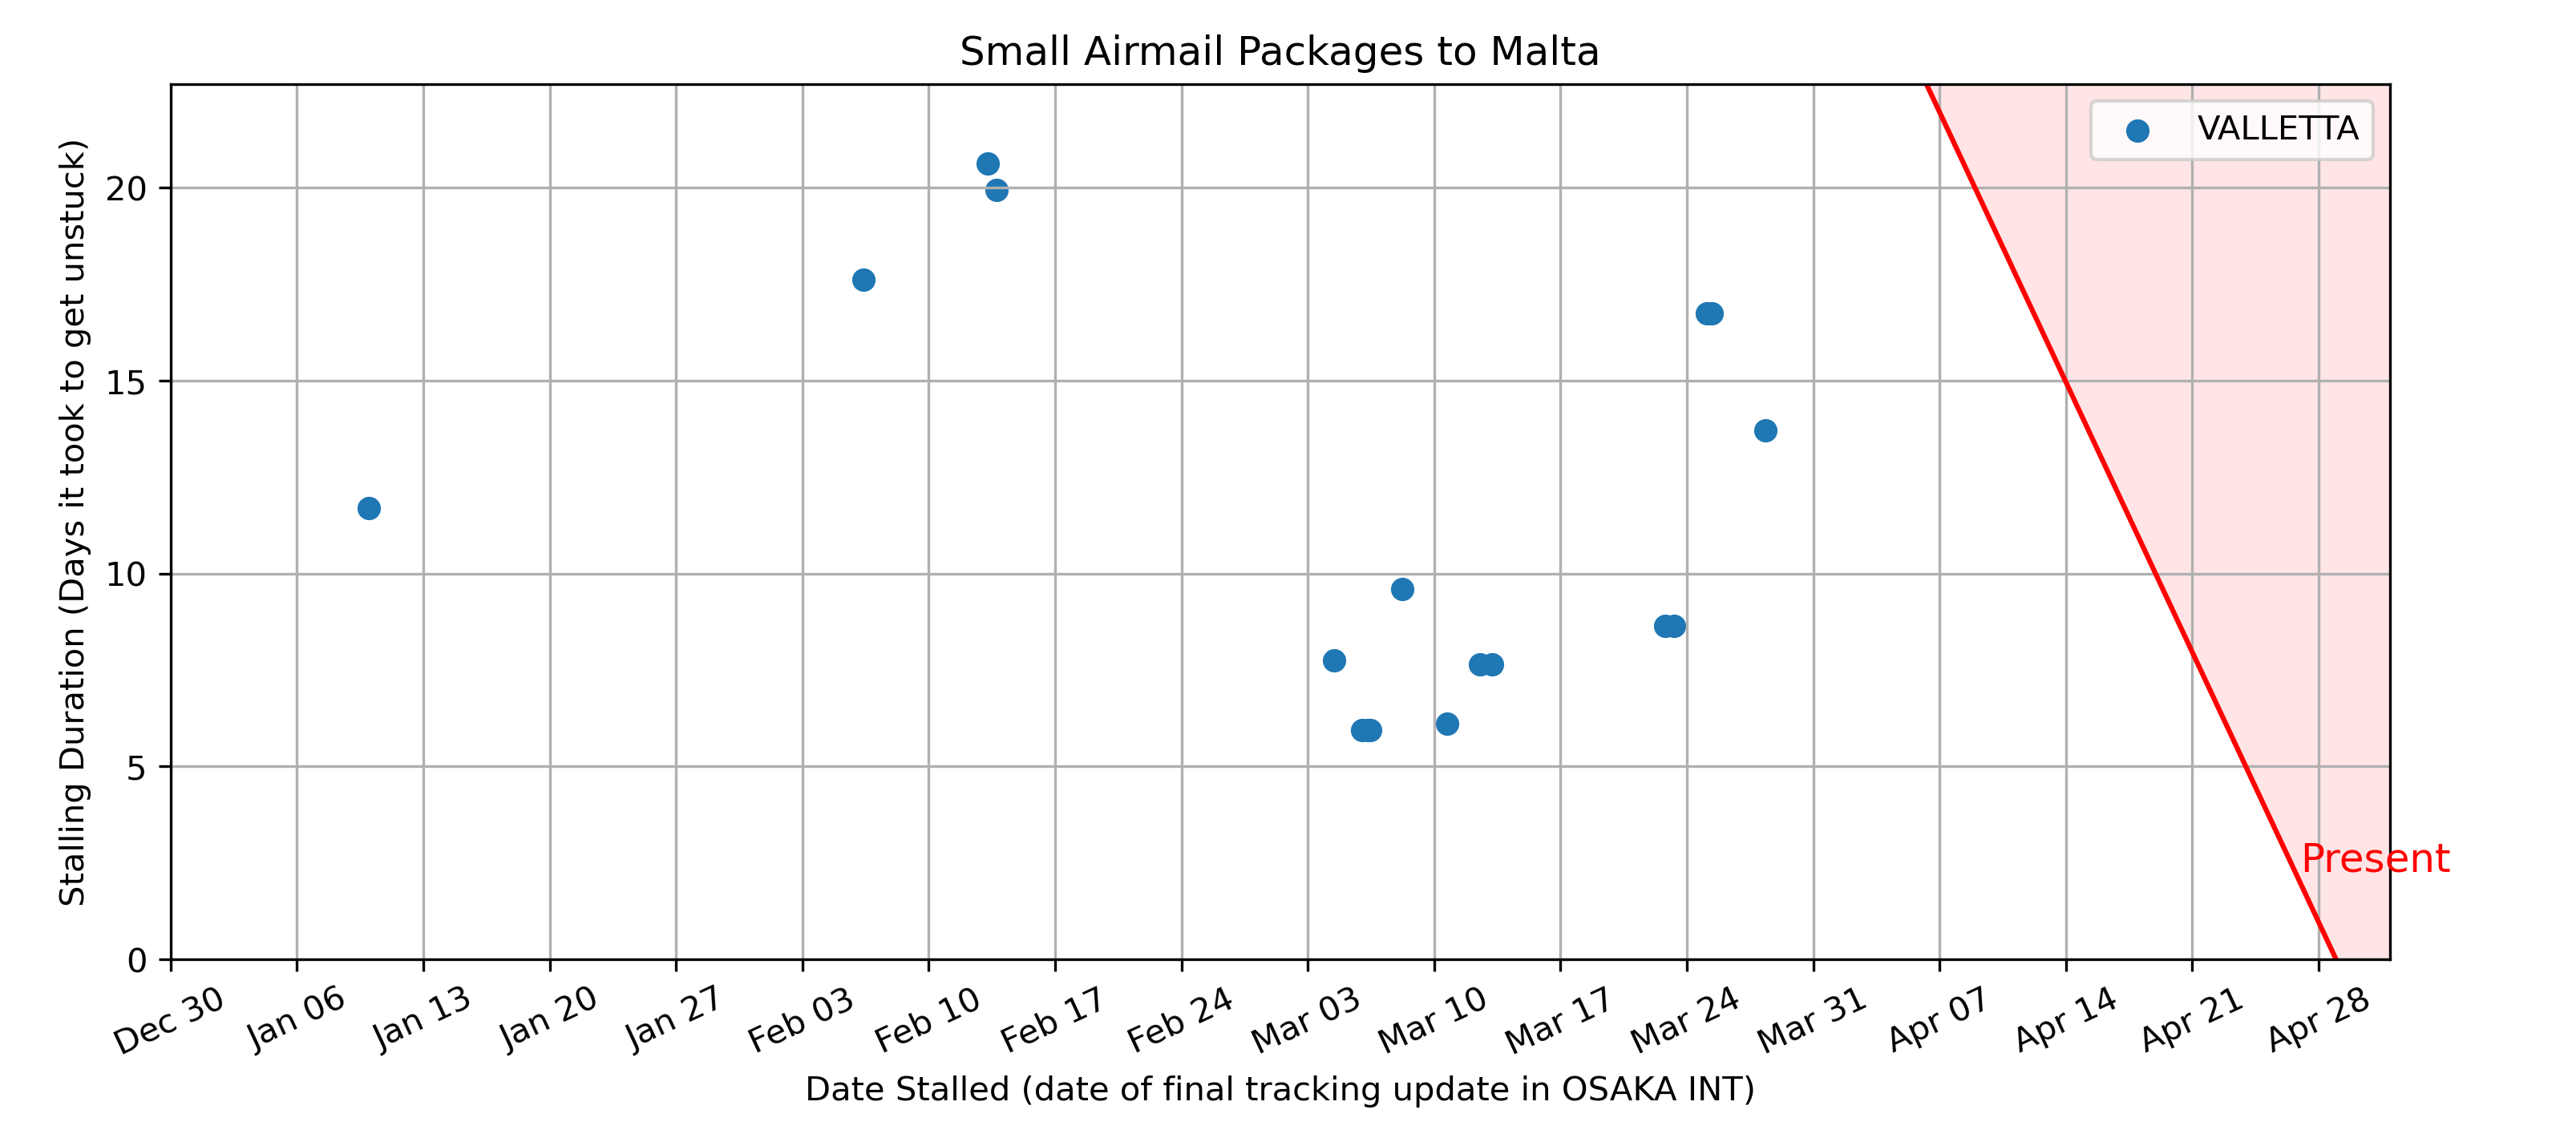 Small Airmail Packages to Malta
VALLETTA
Stalling Duration (Days it took to get unstuck)
20
15
10
5
0
Present
Dec 30
Jan 06
Jan 13
Jan 20
Jan 27
Feb 03
Feb 10
Feb 17
Feb 24
Mar 03
Mar 10
Mar 17
Mar 24
Mar 31
Apr 07
Apr 14
Apr 21
Apr 28
Date Stalled (date of final tracking update in OSAKA INT)